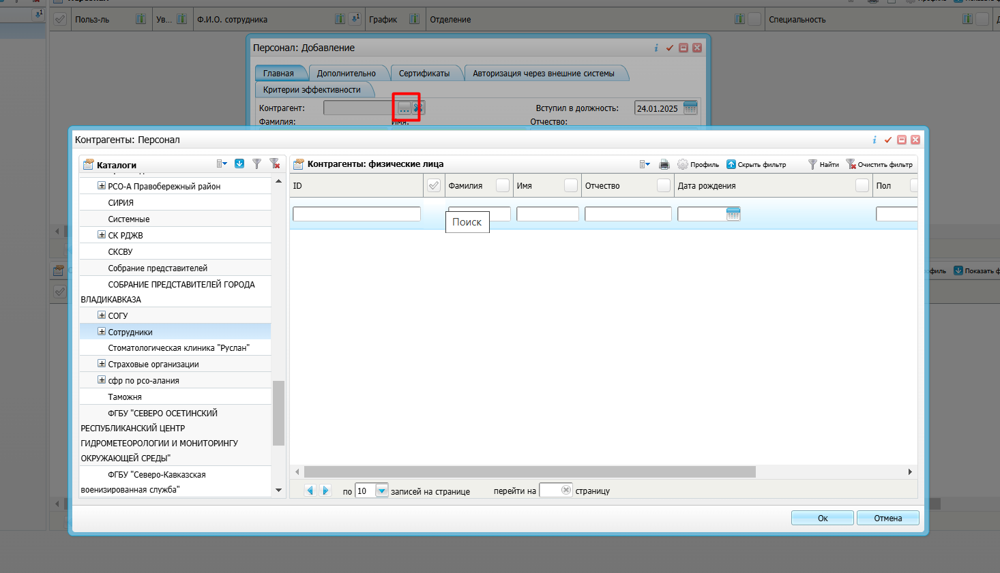 Персонал
Профиль
1
Польз-ль
Ув...
Ф.И.О. сотрудника
1
График
Отделение
Специальность
Персонал: Добавление
Главная
Дополнительно
Сертификаты
Авторизация через внешние системы
Критерии эффективности
Контрагент:
...
Вступил в должность:
24.01.2025
Фамилия:
Имя:
Отчество:
Контрагенты: Персонал
Каталоги
РСО-А Правобережный район
СИРИЯ
Системные
СК РДЖВ
СКСВУ
Собрание представителей
СОБРАНИЕ ПРЕДСТАВИТЕЛЕЙ ГОРОДА
ВЛАДИКАВКАЗА
СОГУ
Сотрудники
Стоматологическая клиника "Руслан"
Страховые организации
сфр по рсо-алания
Таможня
ФГБУ "СЕВЕРО ОСЕТИНСКИЙ
РЕСПУБЛИКАНСКИЙ ЦЕНТР
ГИДРОМЕТЕОРОЛОГИИ И МОНИТОРИНГУ
ОКРУЖАЮЩЕЙ СРЕДЫ"
ФГБУ "Северо-Кавказская
военизированная служба"
Контрагенты: физические лица
Профиль
Скрыть фильтр
Найти
Очистить фильтр
ID
Фамилия
Имя
Отчество
Дата рождения
Пол
Поиск
по 10 записей на странице
перейти на страницу
Ок
Отмена
офиль
Показать ф